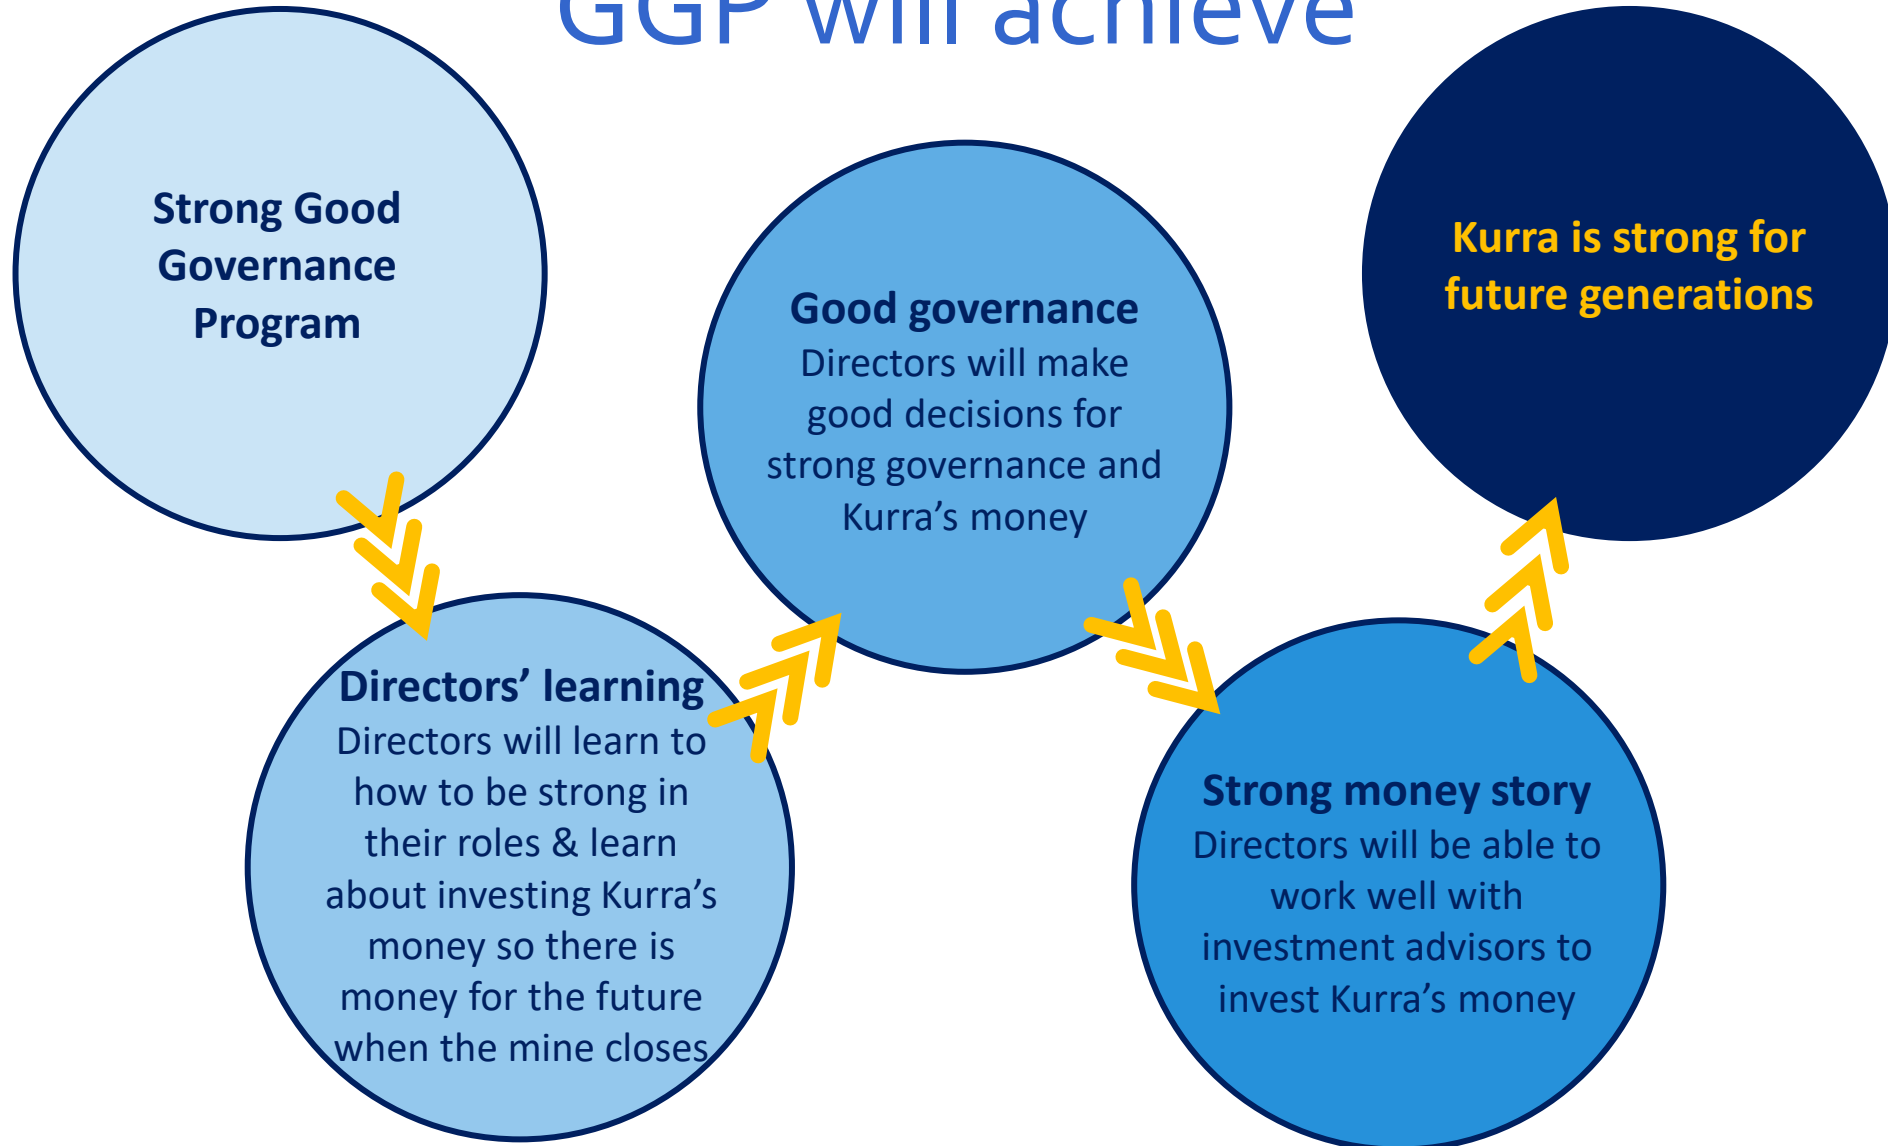 GGP will achieve
Strong Good
Governance
Program
Directors’ learning
Directors will learn to
how to be strong in
their roles & learn
about investing Kurra’s
money so there is
money for the future
when the mine closes
Good governance
Directors will make
good decisions for
strong governance and
Kurra’s money
Strong money story
Directors will be able to
work well with
investment advisors to
invest Kurra’s money
Kurra is strong for
future generations